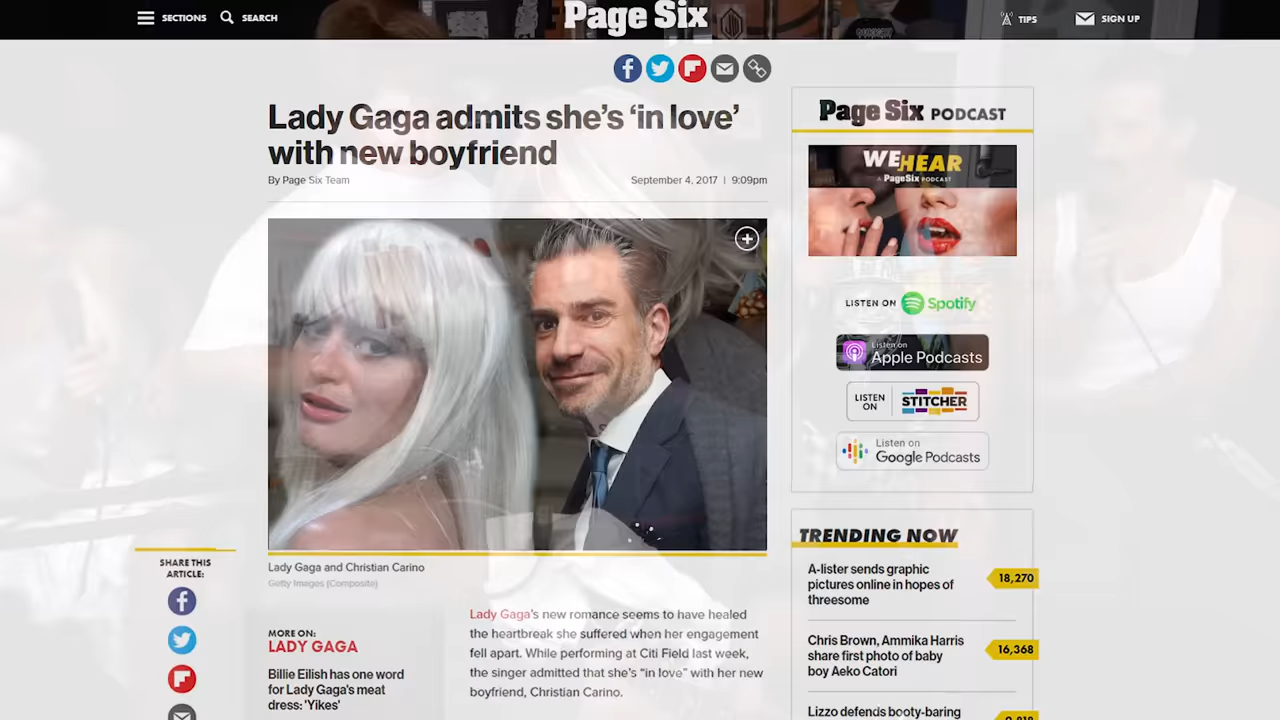 SECTIONS
SEARCH
Page Six
TIPS
SIGN UP
Lady Gaga admits she's 'in love'
with new boyfriend
By Page Six Team
September 4, 2017 | 9:09pm
Lady Gaga and Christian Carino
Getty Images (Composite)
SHARE THIS
ARTICLE:
MORE ON:
LADY GAGA
Billie Eilish has one word
for Lady Gaga's meat
dress: 'Yikes'
Lady Gaga's new romance seems to have healed
the heartbreak she suffered when her engagement
fell apart. While performing at Citi Field last week,
the singer admitted that she's "in love" with her new
boyfriend, Christian Carino.
Page Six PODCAST
WE HEAR
A PageSix PODCAST
LISTEN ON Spotify
Listen on
Apple Podcasts
LISTEN
ON
STITCHER
Listen on
Google Podcasts
TRENDING NOW
A-lister sends graphic
pictures online in hopes of
threesome
18,270
Chris Brown, Ammika Harris
share first photo of baby
boy Aeko Catori
16,368
Lizzo defends booty-baring